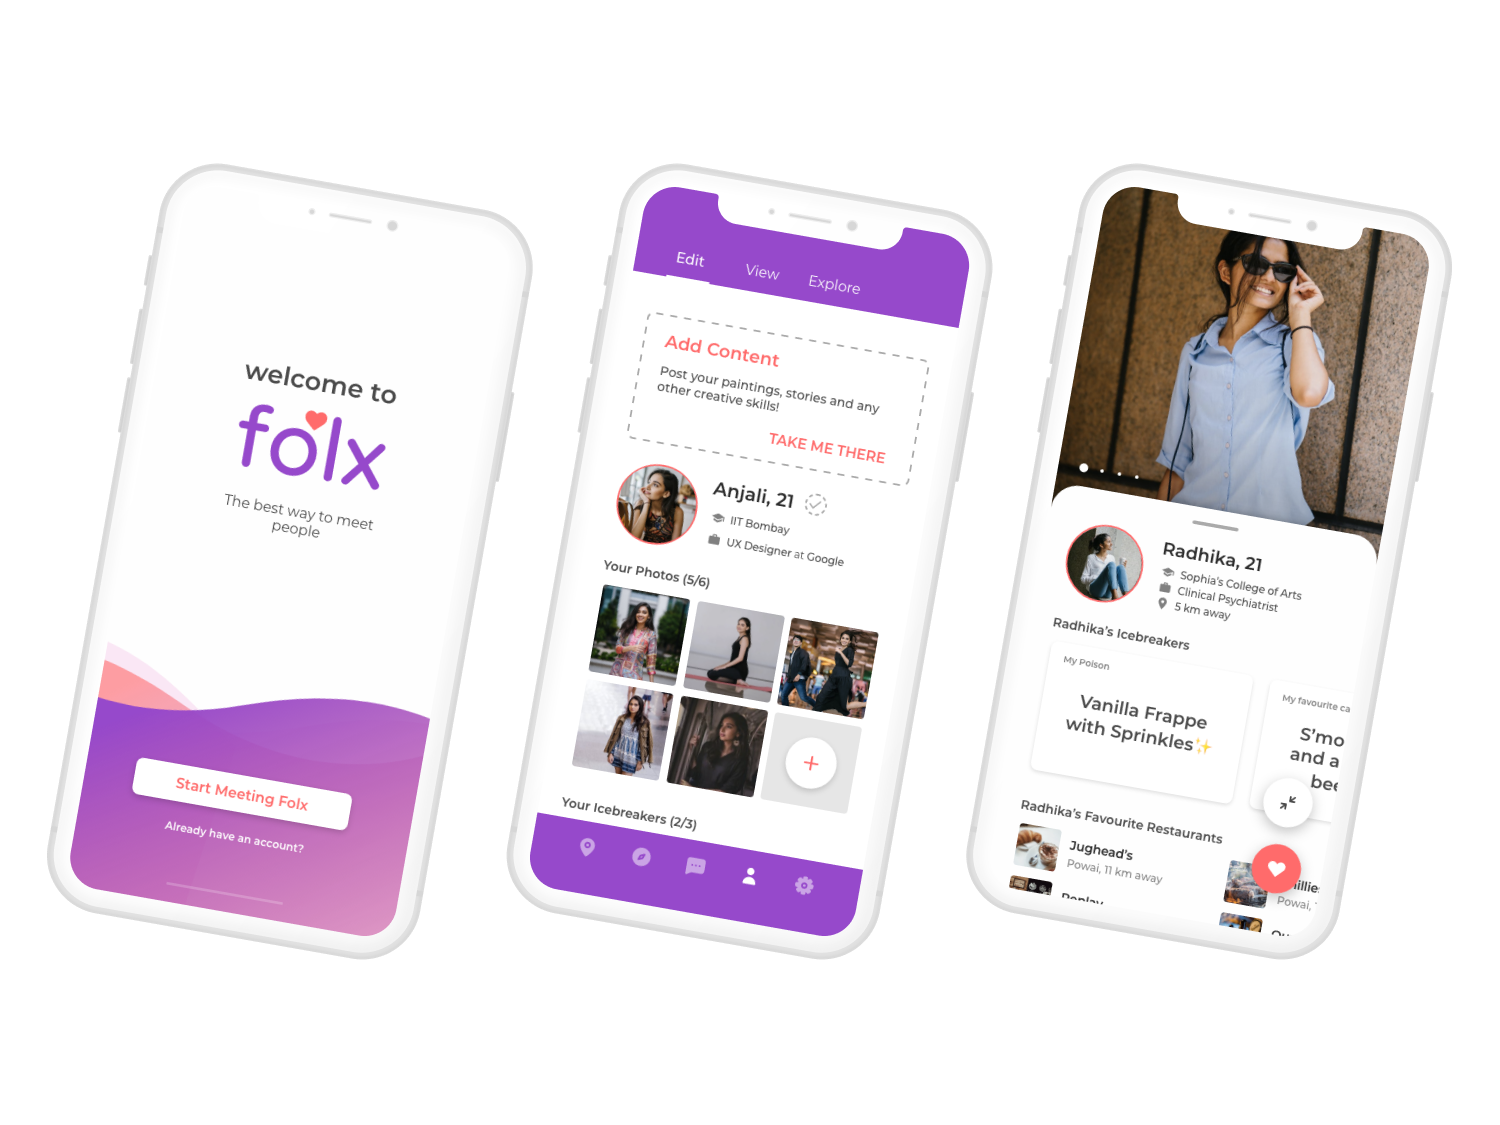 welcome to
folx
The best way to meet
people
Start Meeting Folx
Already have an account?
Edit
View
Explore
Add Content
Post your paintings, stories and any
other creative skills!
TAKE ME THERE
Anjali, 21
IIT Bombay
UX Designer at Google
Your Photos (5/6)
Your Icebreakers (2/3)
Radhika, 21
Sophia's College of Arts
Clinical Psychiatrist
5 km away
Radhika's Icebreakers
My Poison
Vanilla Frappe
with Sprinkles✨
My favourite ca
S'mo
and a
bee
Radhika's Favourite Restaurants
Jughead's
Powai, 11 km away
Replay
illies
Powai,